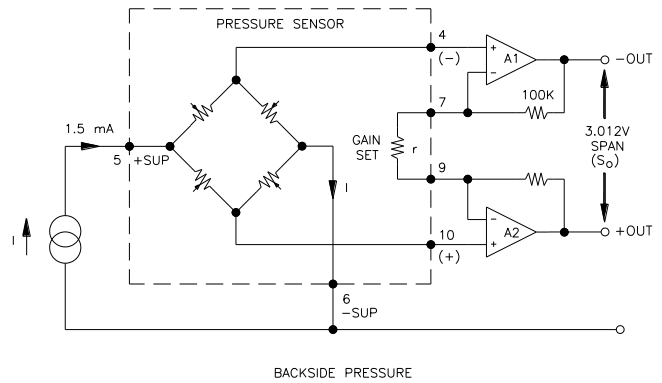 PRESSURE SENSOR
4
(-)
+
A1
-
-OUT
7
100K
1.5 mA
5
+SUP
GAIN
SET
r
3.012V
SPAN
(So)
I
9
I
-
A2
+
+OUT
10
(+)
6
-SUP
BACKSIDE PRESSURE